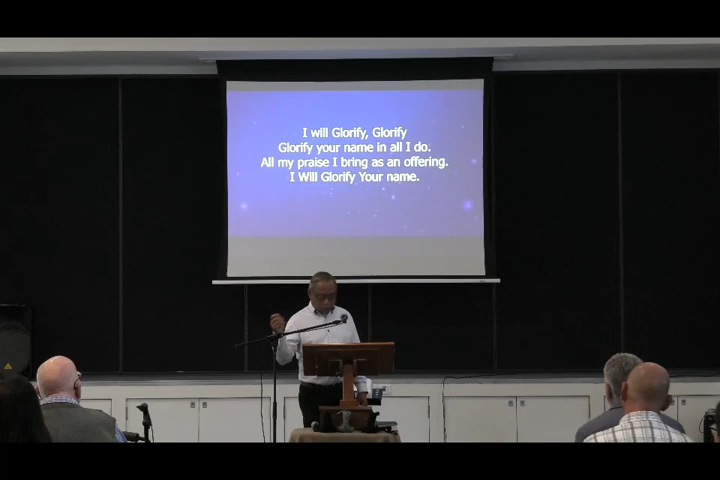 I will Glorify, Glorify
Glorify your name in all I do.
All my praise I bring as an offering.
I Will Glorify Your name.